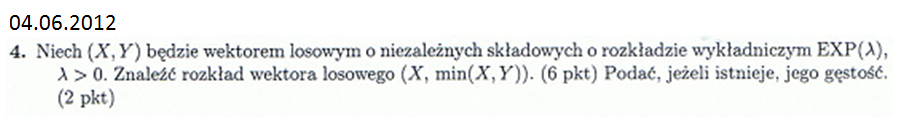 04.06.2012
4. Niech (X, Y) będzie wektorem losowym o niezależnych składowych o rozkładzie wykładniczym EXP(λ),
λ > 0. Znaleźć rozkład wektora losowego (X, min(X, Y)). (6 pkt) Podać, jeżeli istnieje, jego gęstość.
(2 pkt)